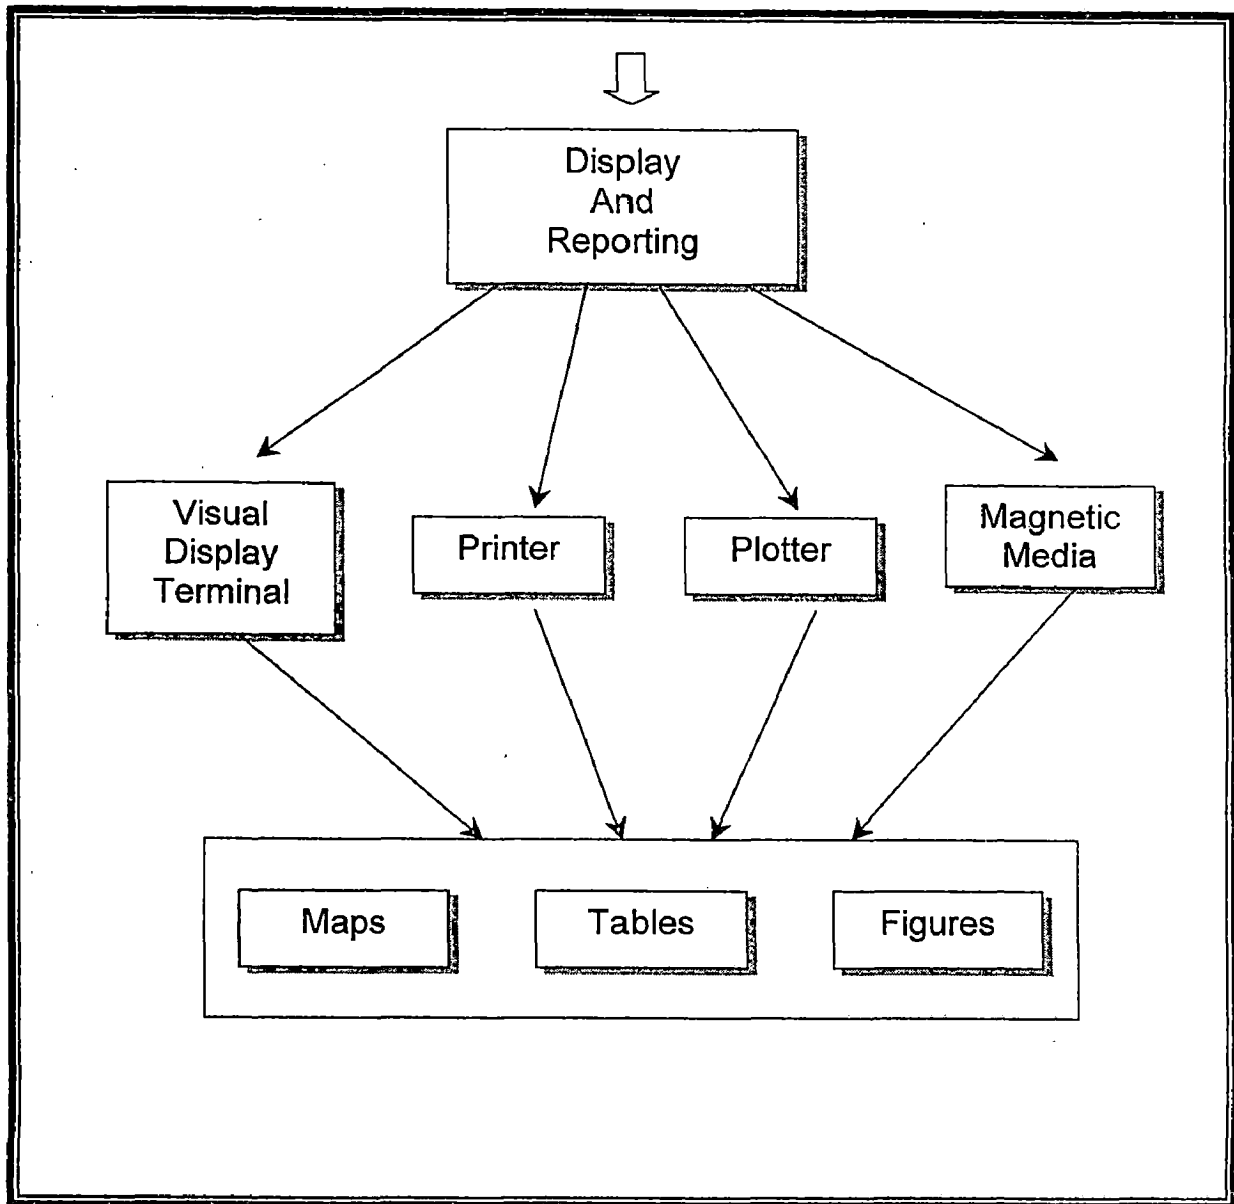 Display
And
Reporting
Visual
Display
Terminal
Printer
Plotter
Magnetic
Media
Maps
Tables
Figures